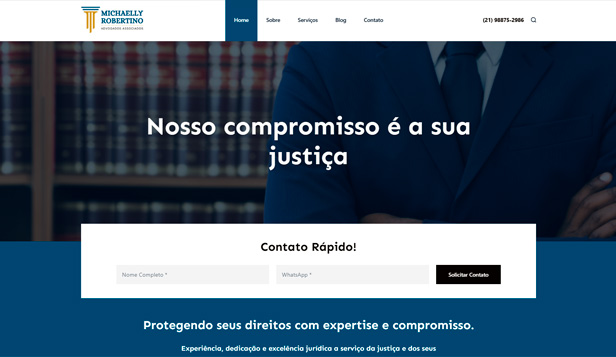 MICHAELLY
ROBERTINO
ADVOGADOS ASSOCIADOS
Home Sobre Serviços Blog Contato (21) 98875-2986
Nosso compromisso é a sua
justiça
Contato Rápido!
Nome Completo * WhatsApp * Solicitar Contato
Protegendo seus direitos com expertise e compromisso.
Experiência, dedicação e excelência jurídica a serviço da justiça e dos seus